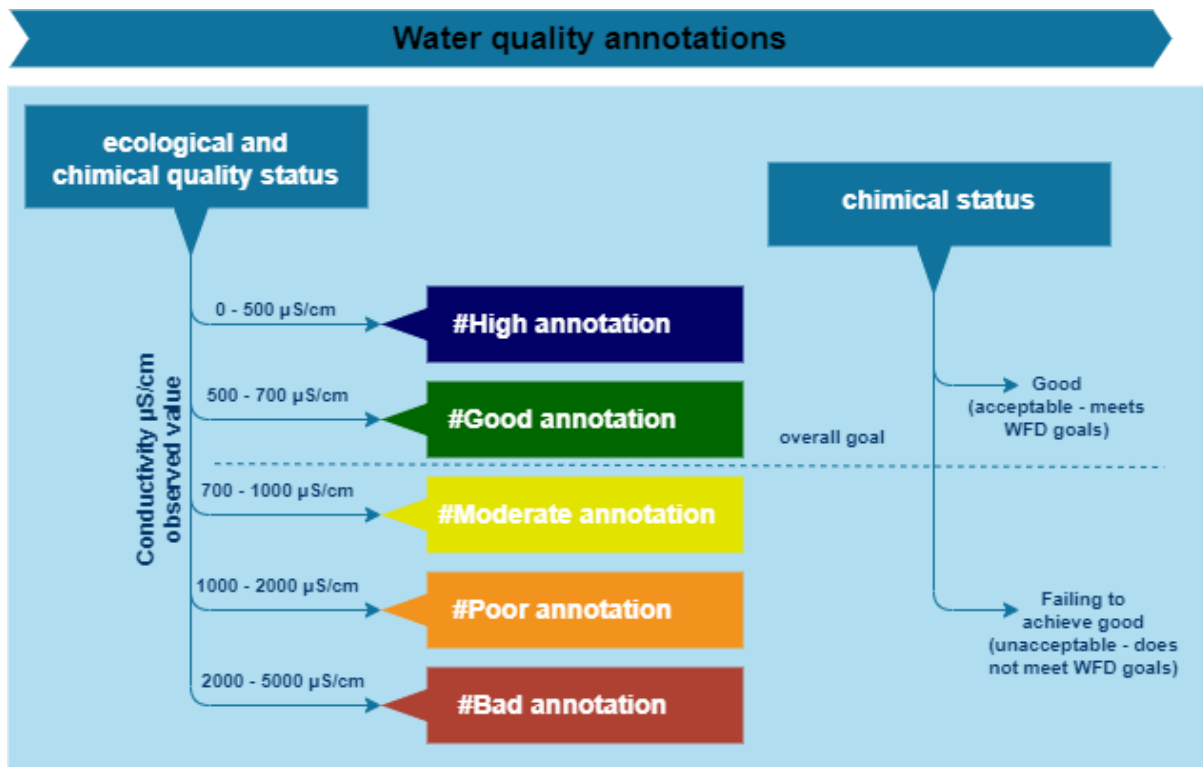 Water quality annotations
ecological and
chimical quality status
chimical status
0 - 500 µS/cm
#High annotation
500 - 700 µS/cm
#Good annotation
Good
(acceptable - meets
WFD goals)
overall goal
Conductivity µS/cm
observed value
700 - 1000 µS/cm
#Moderate annotation
1000 - 2000 µS/cm
#Poor annotation
Failing to
achieve good
(unacceptable - does
not meet WFD goals)
2000 - 5000 µS/cm
#Bad annotation